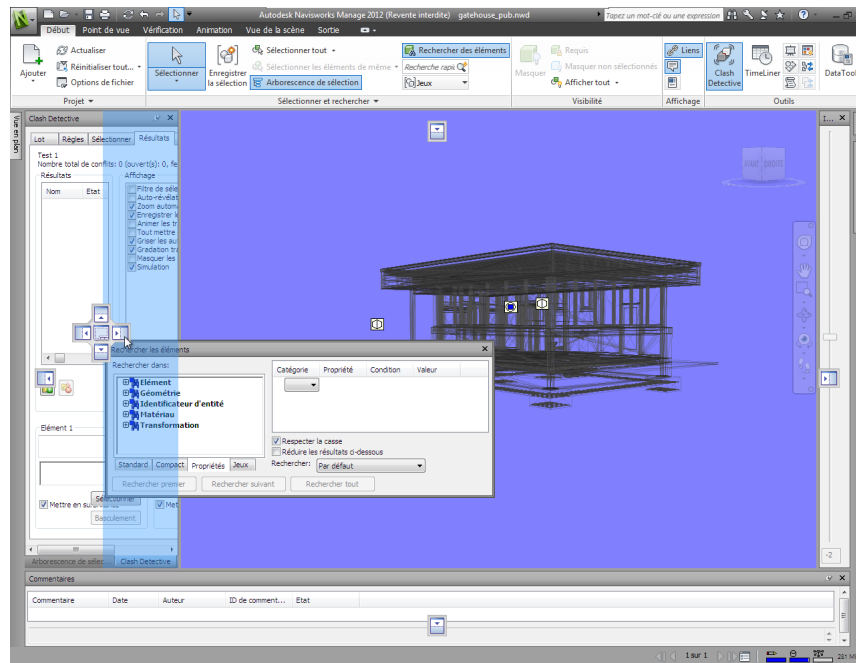 Autodesk Navisworks Manage 2012 (Revente interdite) gatehouse_pub.nwd
Tapez un mot-clé ou une expression
Début Point de vue Vérification Animation Vue de la scène Sortie
Ajouter
Actualiser
Réinitialiser tout...
Options de fichier
Projet
Sélectionner
Enregistrer la sélection
Sélectionner tout
Sélectionner les éléments de même
Arborescence de sélection
Rechercher des éléments
Recherche rapide
Jeux
Sélectionner et rechercher
Masquer
Requis
Masquer non sélectionnés
Afficher tout
Visibilité
Liens
Affichage
Clash Detective
TimeLiner
DataTool
Outils
Vue en plan
Clash Detective
Lot Règles Sélectionner Résultats
Test 1
Nombre total de conflits: 0 (ouvert(s): 0, fe
Résultats
Affichage
Nom Etat
Filtre de séle
Auto-révélat
Zoom autom
Enregistrer le
Animer les tr
Tout mettre
Griser les au
Gradation tra
Masquer les
Simulation
AVANT DROITE
I...
Rechercher les éléments
Rechercher dans:
Elément
Géométrie
Identificateur d'entité
Matériau
Transformation
Standard Compact Propriétés Jeux
Catégorie Propriété Condition Valeur
Respecter la casse
Réduire les résultats ci-dessous
Rechercher: Par défaut
Rechercher premier Rechercher suivant Rechercher tout
Elément 1
Sélectionner
Mettre en
Met
Basculement
Arborescence de sélec... Clash Detective
-2
Commentaires
Commentaire Date Auteur ID de comment... Etat
1 sur 1
281 M